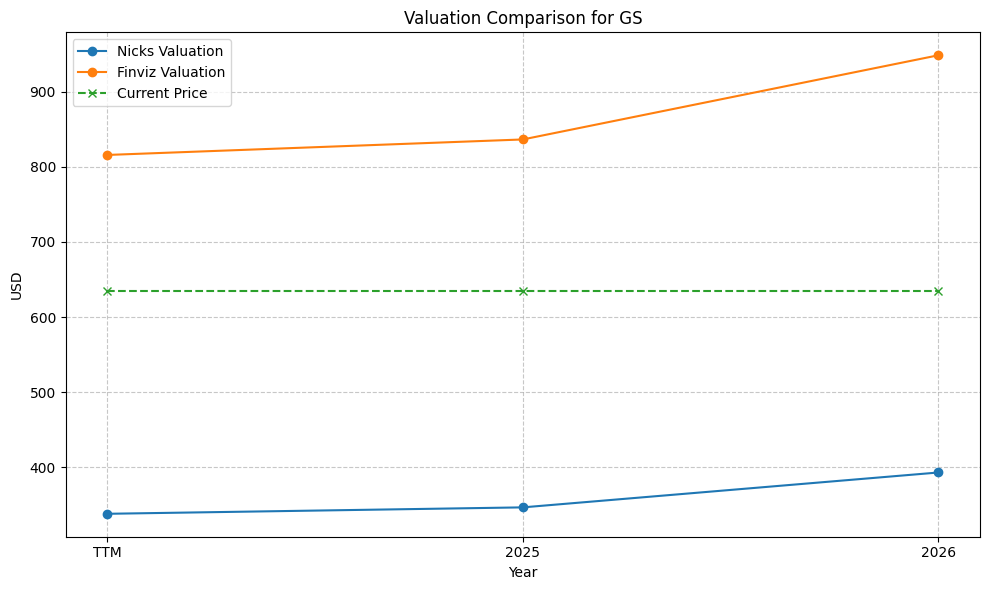 Valuation Comparison for GS
Nicks Valuation
Finviz Valuation
Current Price
900
800
700
600
500
400
USD
TTM
2025
2026
Year